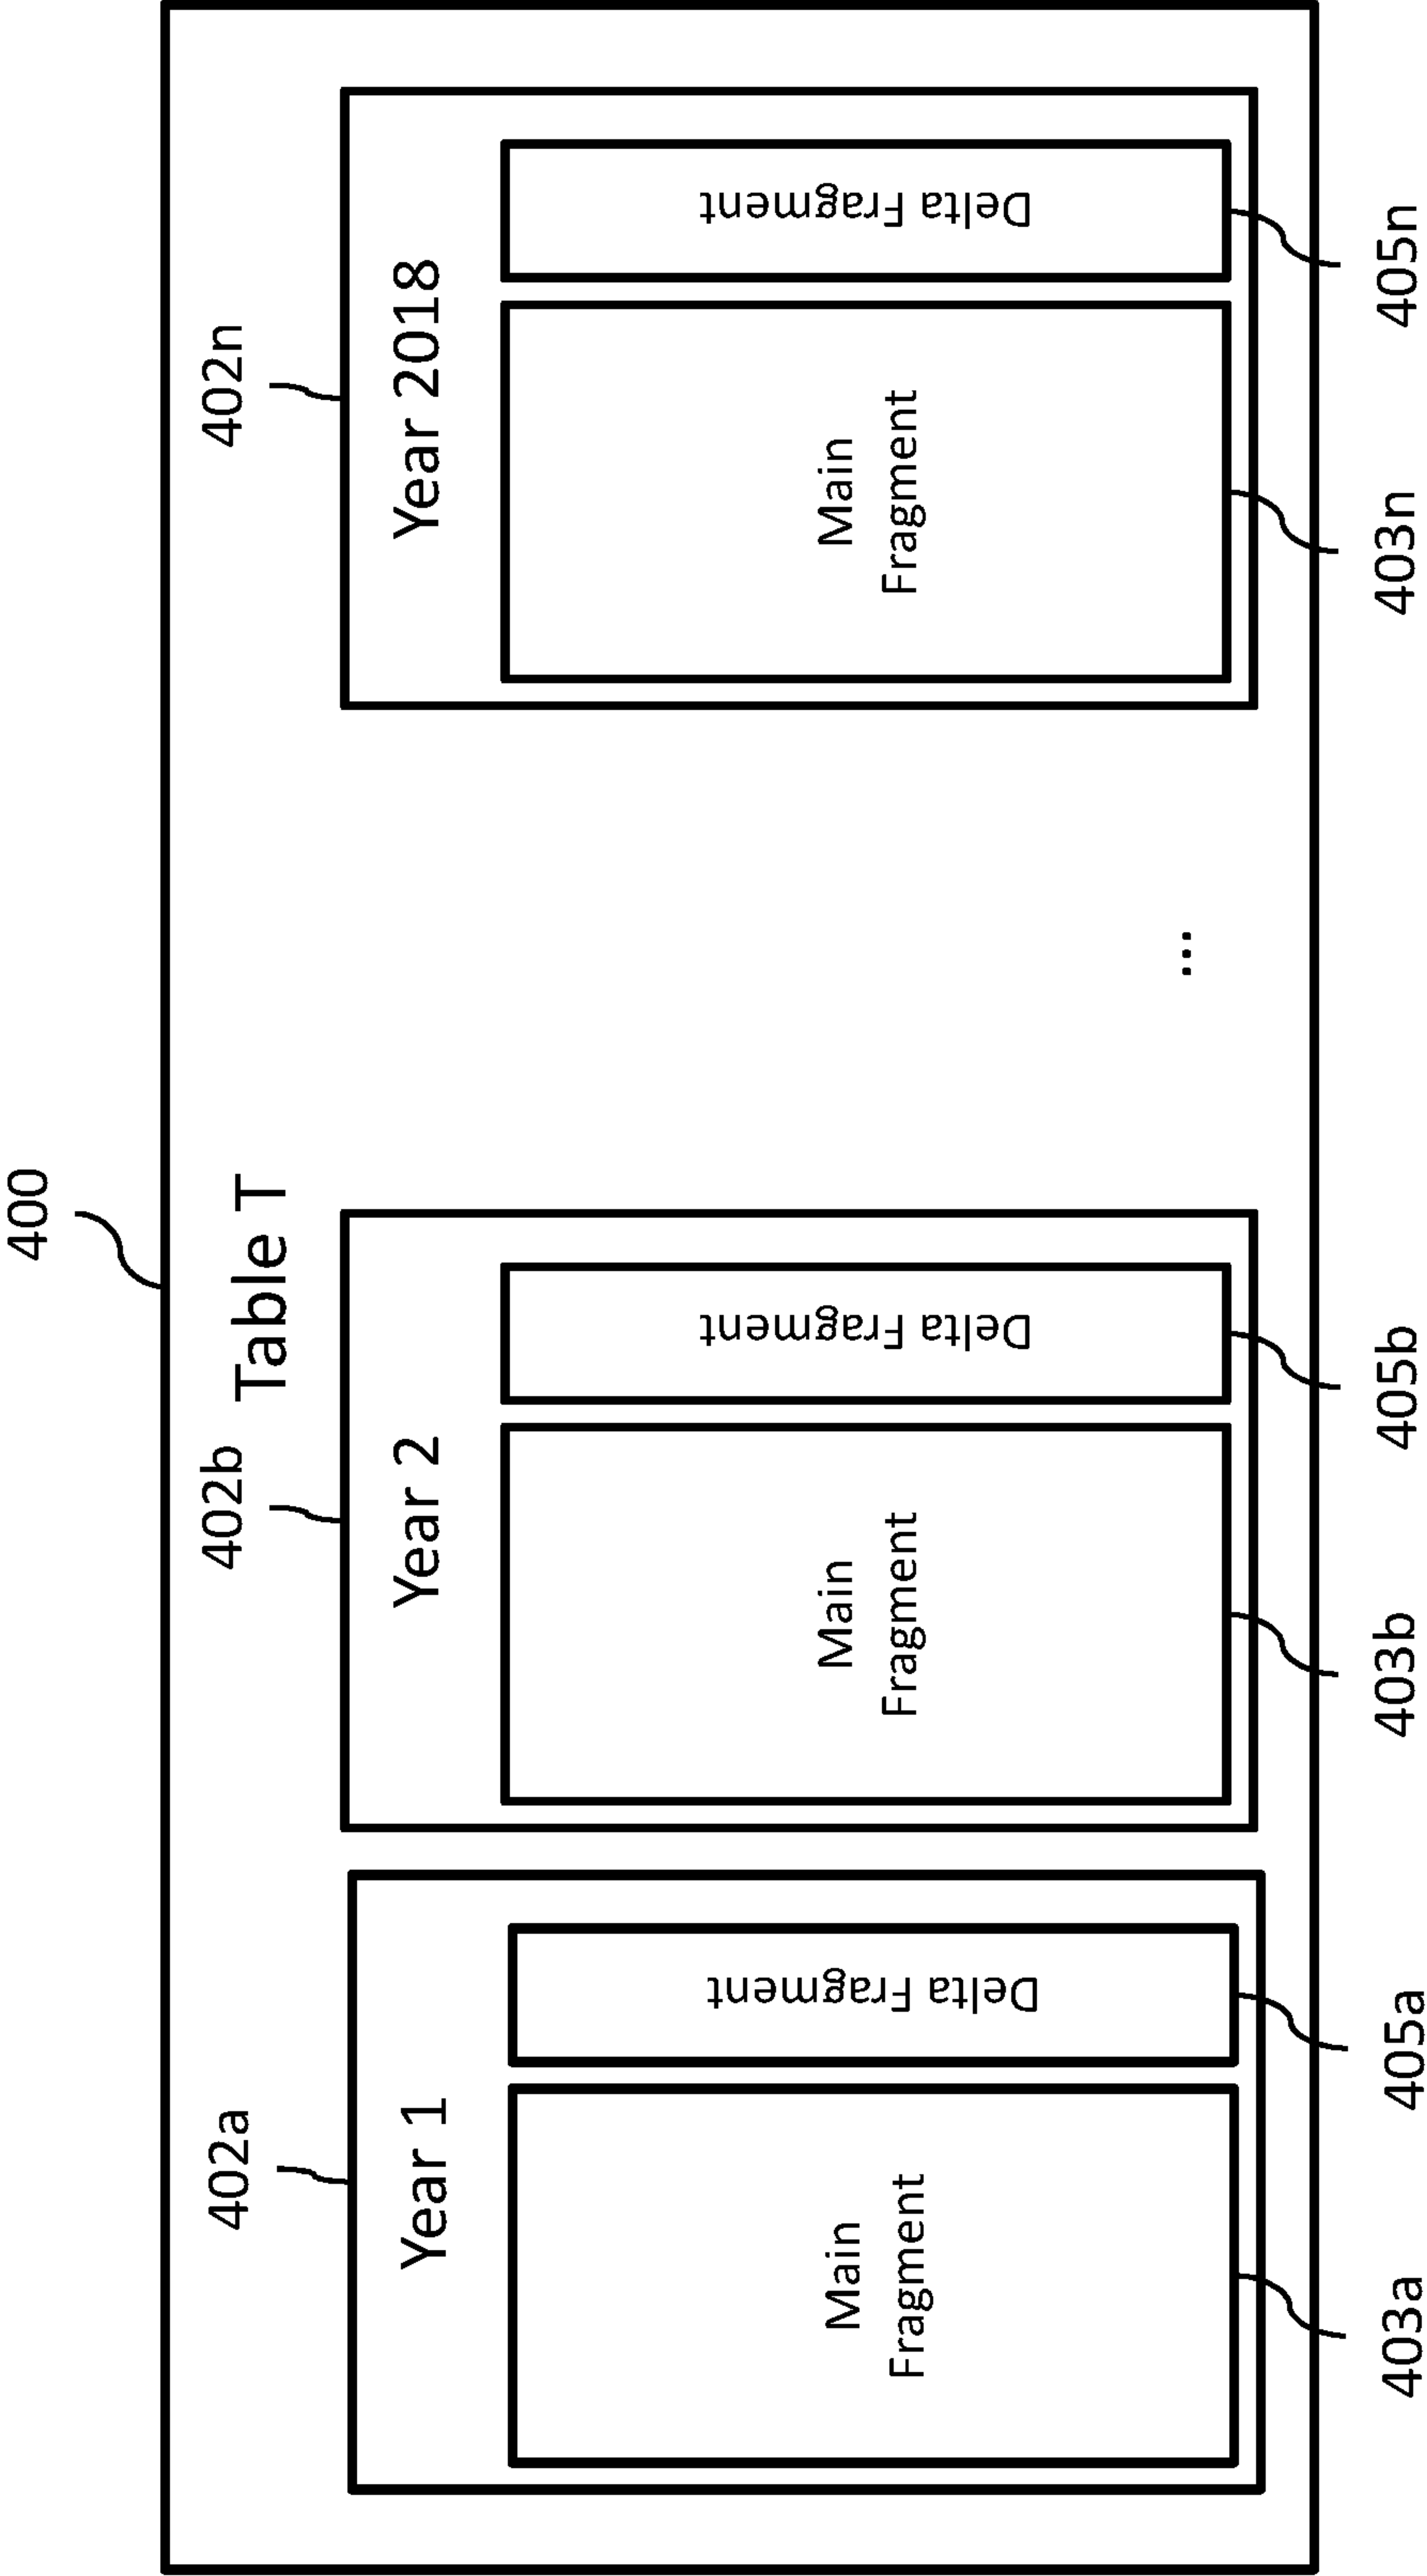 400
Table T
402a
402b
402n
Year 1
Year 2
Year 2018
Main
Fragment
Delta Fragment
Main
Fragment
Delta Fragment
...
Main
Fragment
Delta Fragment
403a
405a
403b
405b
403n
405n